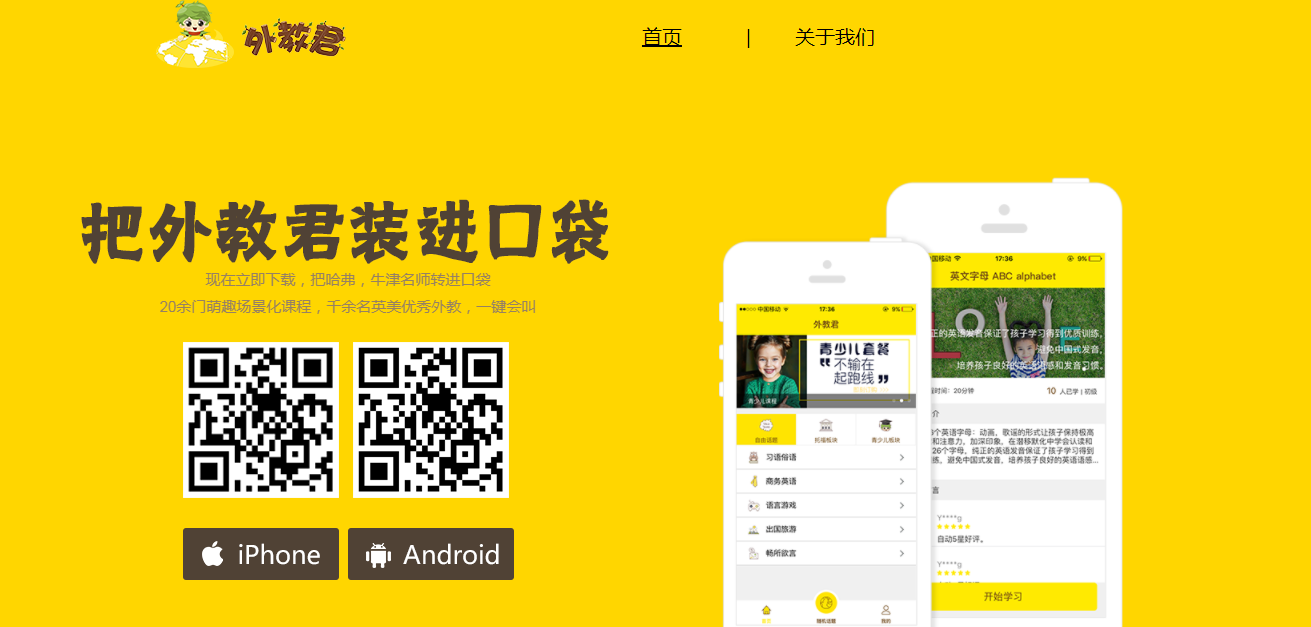 外教君
首页 | 关于我们
把外教君装进口袋
现在立即下载，把哈弗，牛津名师转进口袋
20余门萌趣场景化课程，千余名英美优秀外教，一键会叫
iPhone
Android
中国移动 17:36 9%
外教君
青少儿套餐
“不输在
起跑线”
青少儿课程
自由话题
托福板块
青少儿板块
习语俗语
商务英语
语言游戏
出国旅游
畅所欲言
首页
随机话题
我的
国移动 17:36 9%
英文字母 ABC alphabet
正的英语发音保证了孩子学习得到优质训练，
避免中国式发音，
培养孩子良好的英语语感和发音习惯。
时间：20分钟
10 人已学 | 初级
介
个英语字母：动画、歌谣的形式让孩子保持极高
和注意力，加深印象，在潜移默化中学会认读和
26个字母，纯正的英语发音保证了孩子学习得到
练，避免中国式发音，培养孩子良好的英语语感...
言
Y****g
自动5星好评。
Y****g
开始学习